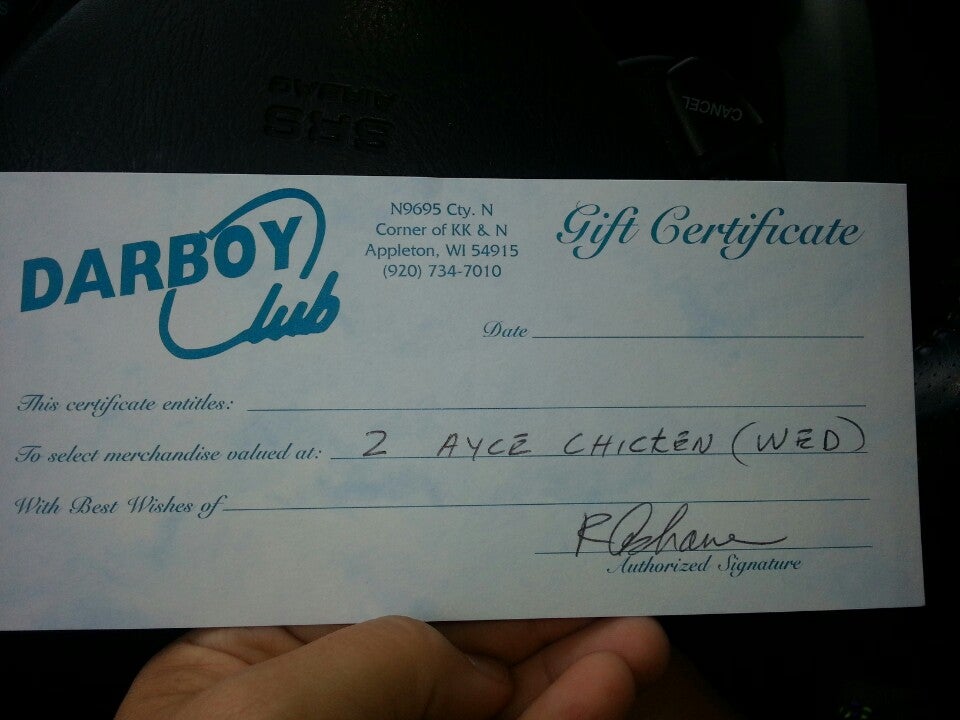 SRS
AIRBAG
CANCEL
DARBOY
Club
N9695 Cty. N
Corner of KK & N
Appleton, WI 54915
(920) 734-7010
Gift Certificate
Date
This certificate entitles:
To select merchandise valued at: 2 AYCE CHICKEN (WED)
With Best Wishes of
Authorized Signature